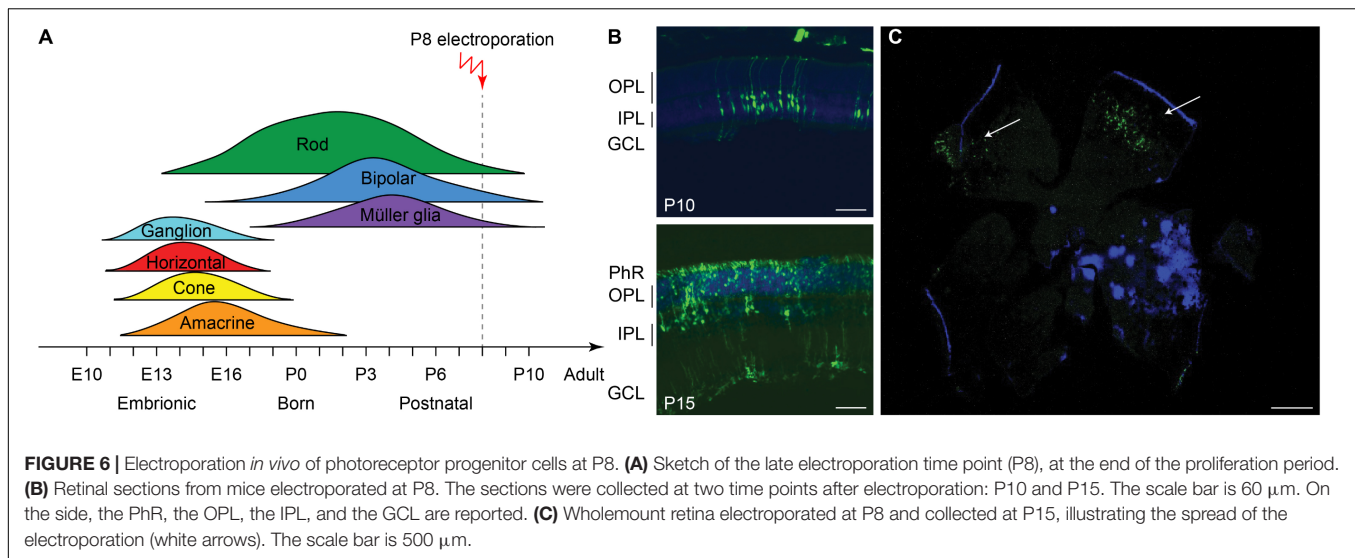 A
P8 electroporation
Rod
Bipolar
Müller glia
Ganglion
Horizontal
Cone
Amacrine
E10 E13 E16 P0 P3 P6 P10 Adult
Embrionic Born Postnatal
B
OPL
IPL
GCL
P10
PhR
OPL
IPL
GCL
P15
C
FIGURE 6 | Electroporation in vivo of photoreceptor progenitor cells at P8. (A) Sketch of the late electroporation time point (P8), at the end of the proliferation period.
(B) Retinal sections from mice electroporated at P8. The sections were collected at two time points after electroporation: P10 and P15. The scale bar is 60 μm. On
the side, the PhR, the OPL, the IPL, and the GCL are reported. (C) Wholemount retina electroporated at P8 and collected at P15, illustrating the spread of the
electroporation (white arrows). The scale bar is 500 μm.